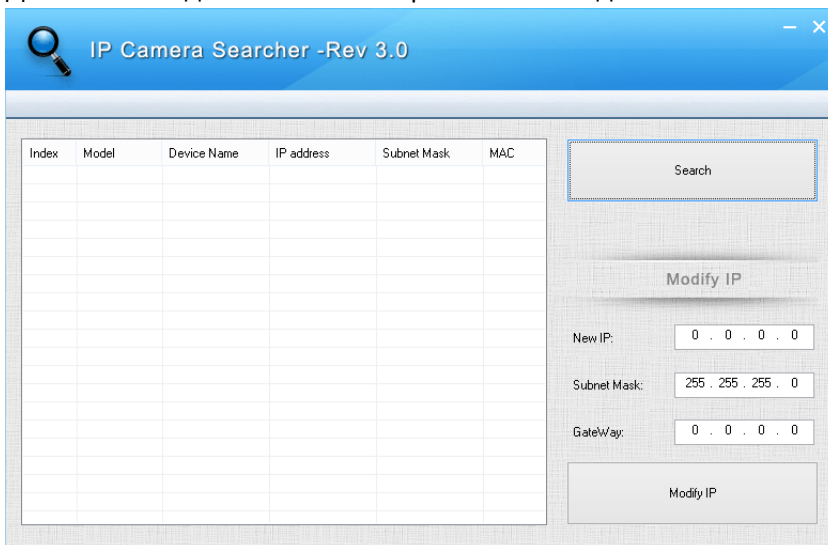 IP Camera Searcher -Rev 3.0
Index Model Device Name IP address Subnet Mask MAC
Search
Modify IP
New IP: 0 . 0 . 0 . 0
Subnet Mask: 255 . 255 . 255 . 0
GateWay: 0 . 0 . 0 . 0
Modify IP